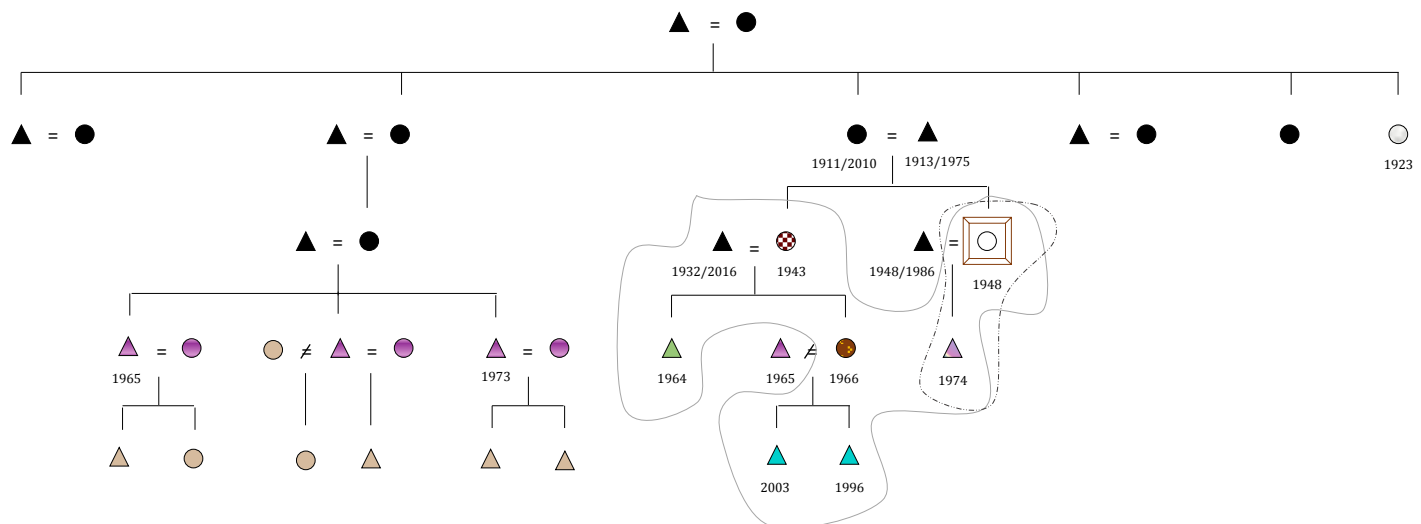 =
= = = =
1911/2010 1913/1975 1923
= = =
1932/2016 1943 1948/1986 1948
= ≠ = = ≠
1965 1973 1964 1965 1966 1974
2003 1996